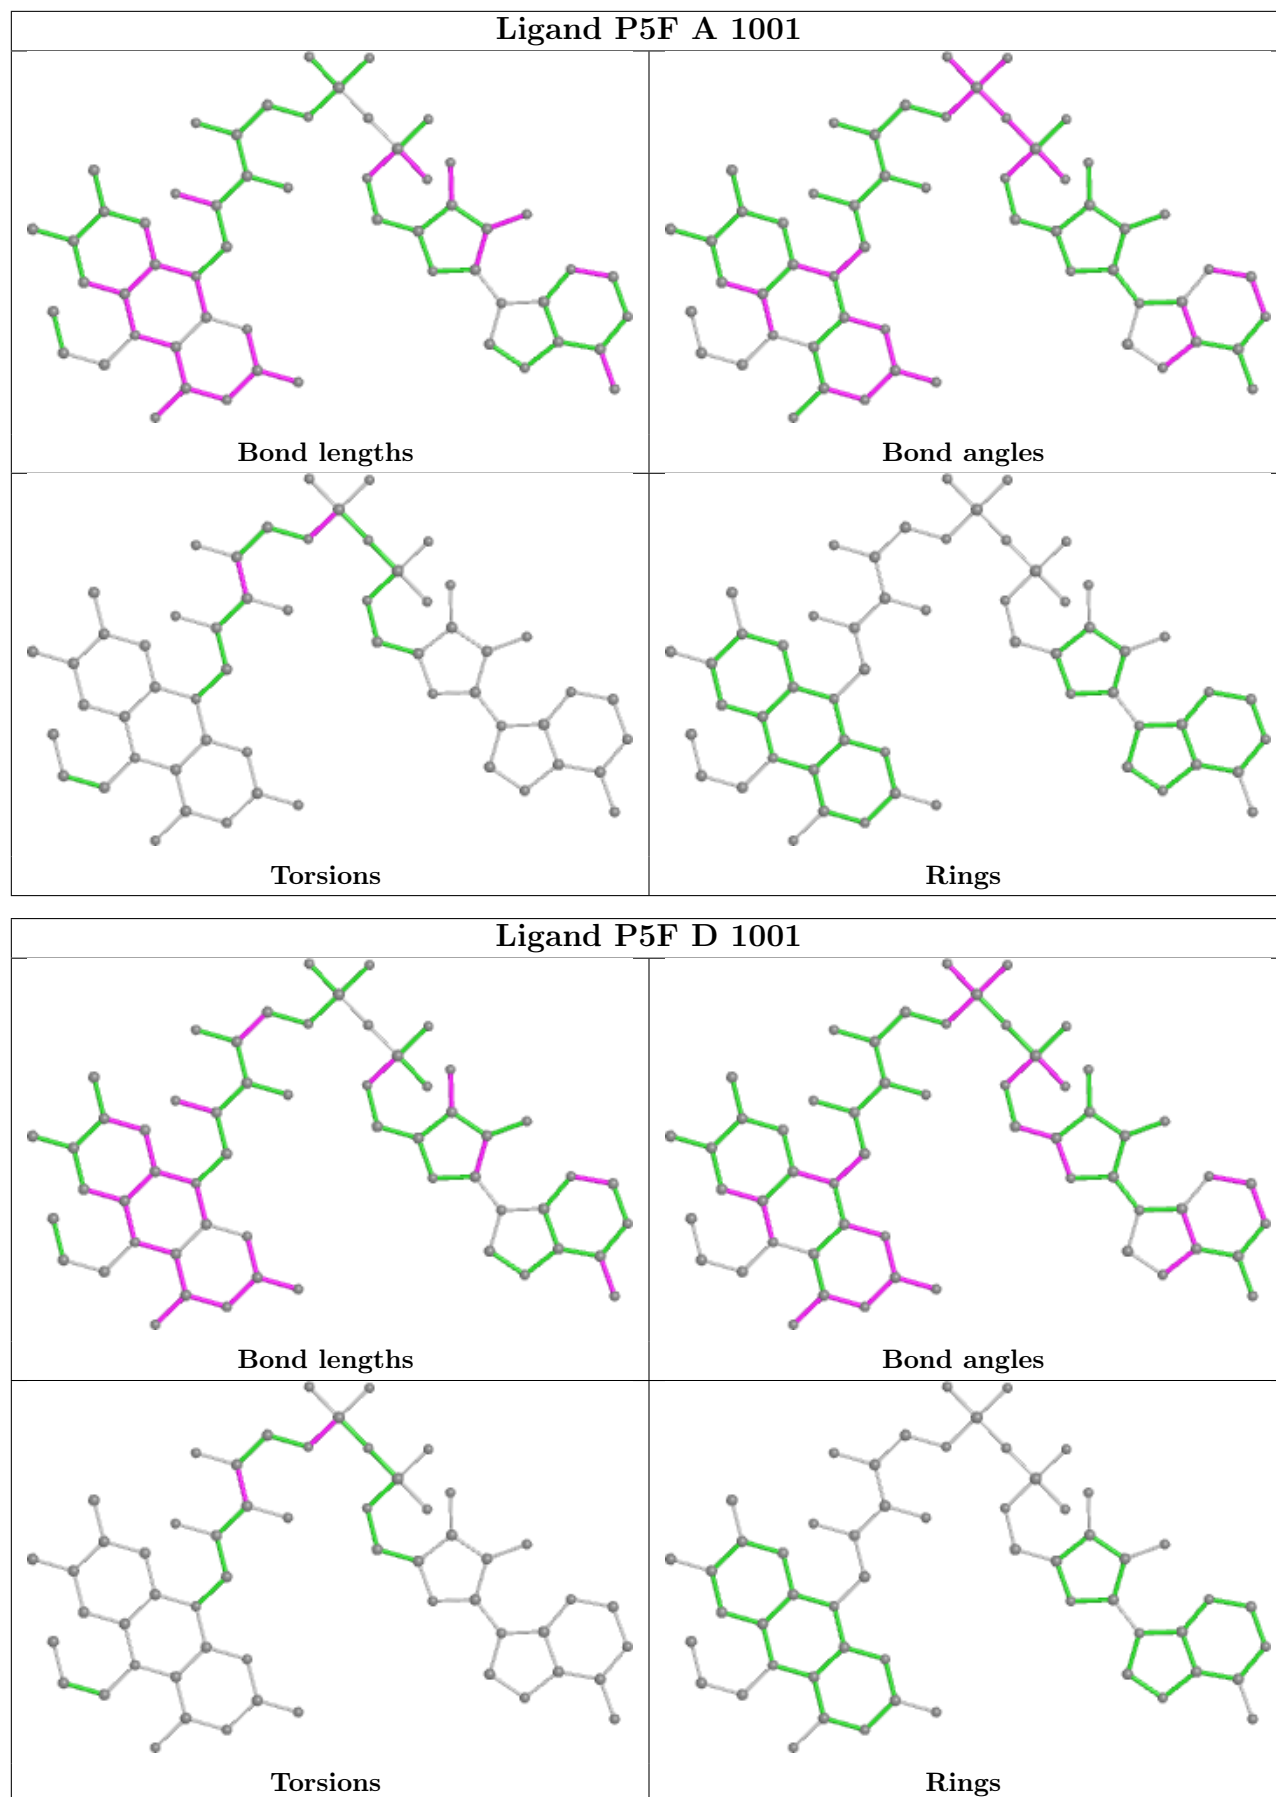 Ligand P5F A 1001
Bond lengths
Bond angles
Torsions
Rings
Ligand P5F D 1001
Bond lengths
Bond angles
Torsions
Rings